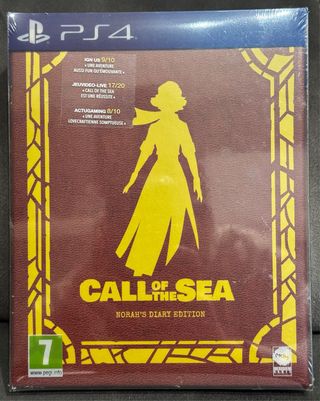 PS4
IGN US 9/10
« UNE AVENTURE
AUSSI FUN QU'ÉMOUVANTE »
JEUXVIDEO-LIVE 17/20
« CALL OF THE SEA
EST UNE RÉUSSITE »
ACTUGAMING 8/10
« UNE AVENTURE
LOVECRAFTIENNE SOMPTUEUSE »
CALL OF THE SEA
NORAH'S DIARY EDITION
7
www.pegi.info